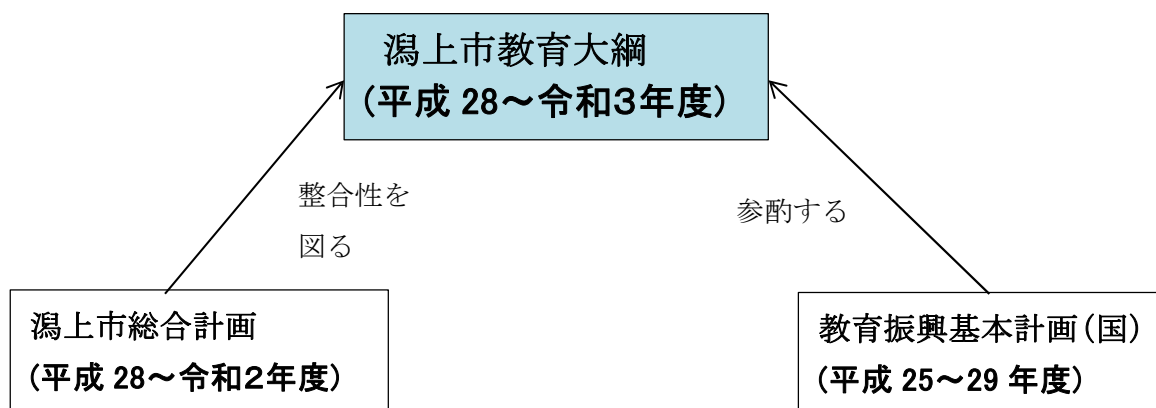 潟上市教育大綱
(平成 28～令和3年度)
整合性を
図る
参酌する
潟上市総合計画
(平成 28～令和2年度)
教育振興基本計画(国)
(平成 25～29 年度)